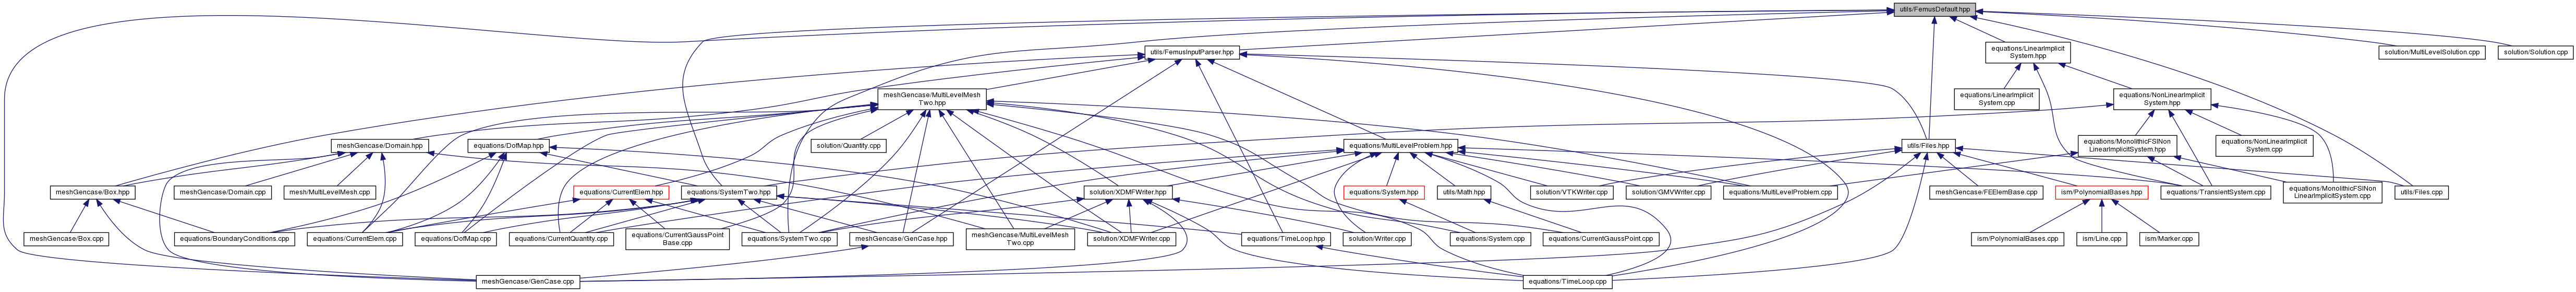 utils/FemusDefault.hpp
utils/FemusInputParser.hpp
equations/LinearImplicit
System.hpp
solution/MultiLevelSolution.cpp
solution/Solution.cpp
meshGencase/MultiLevelMesh
Two.hpp
equations/LinearImplicit
System.cpp
equations/NonLinearImplicit
System.hpp
meshGencase/Domain.hpp
equations/DofMap.hpp
solution/Quantity.cpp
equations/MultiLevelProblem.hpp
utils/Files.hpp
equations/MonolithicFSINon
LinearImplicitSystem.hpp
equations/NonLinearImplicit
System.cpp
meshGencase/Box.hpp
meshGencase/Domain.cpp
mesh/MultiLevelMesh.cpp
equations/CurrentElem.hpp
equations/SystemTwo.hpp
solution/XDMFWriter.hpp
equations/System.hpp
utils/Math.hpp
solution/VTKWriter.cpp
solution/GMVWriter.cpp
equations/MultiLevelProblem.cpp
meshGencase/FEElemBase.cpp
ism/PolynomialBases.hpp
equations/TransientSystem.cpp
equations/MonolithicFSINon
LinearImplicitSystem.cpp
utils/Files.cpp
meshGencase/Box.cpp
equations/BoundaryConditions.cpp
equations/CurrentElem.cpp
equations/DofMap.cpp
equations/CurrentQuantity.cpp
equations/CurrentGaussPoint
Base.cpp
equations/SystemTwo.cpp
meshGencase/GenCase.hpp
meshGencase/MultiLevelMesh
Two.cpp
solution/XDMFWriter.cpp
equations/TimeLoop.hpp
solution/Writer.cpp
equations/System.cpp
equations/CurrentGaussPoint.cpp
ism/PolynomialBases.cpp
ism/Line.cpp
ism/Marker.cpp
meshGencase/GenCase.cpp
equations/TimeLoop.cpp